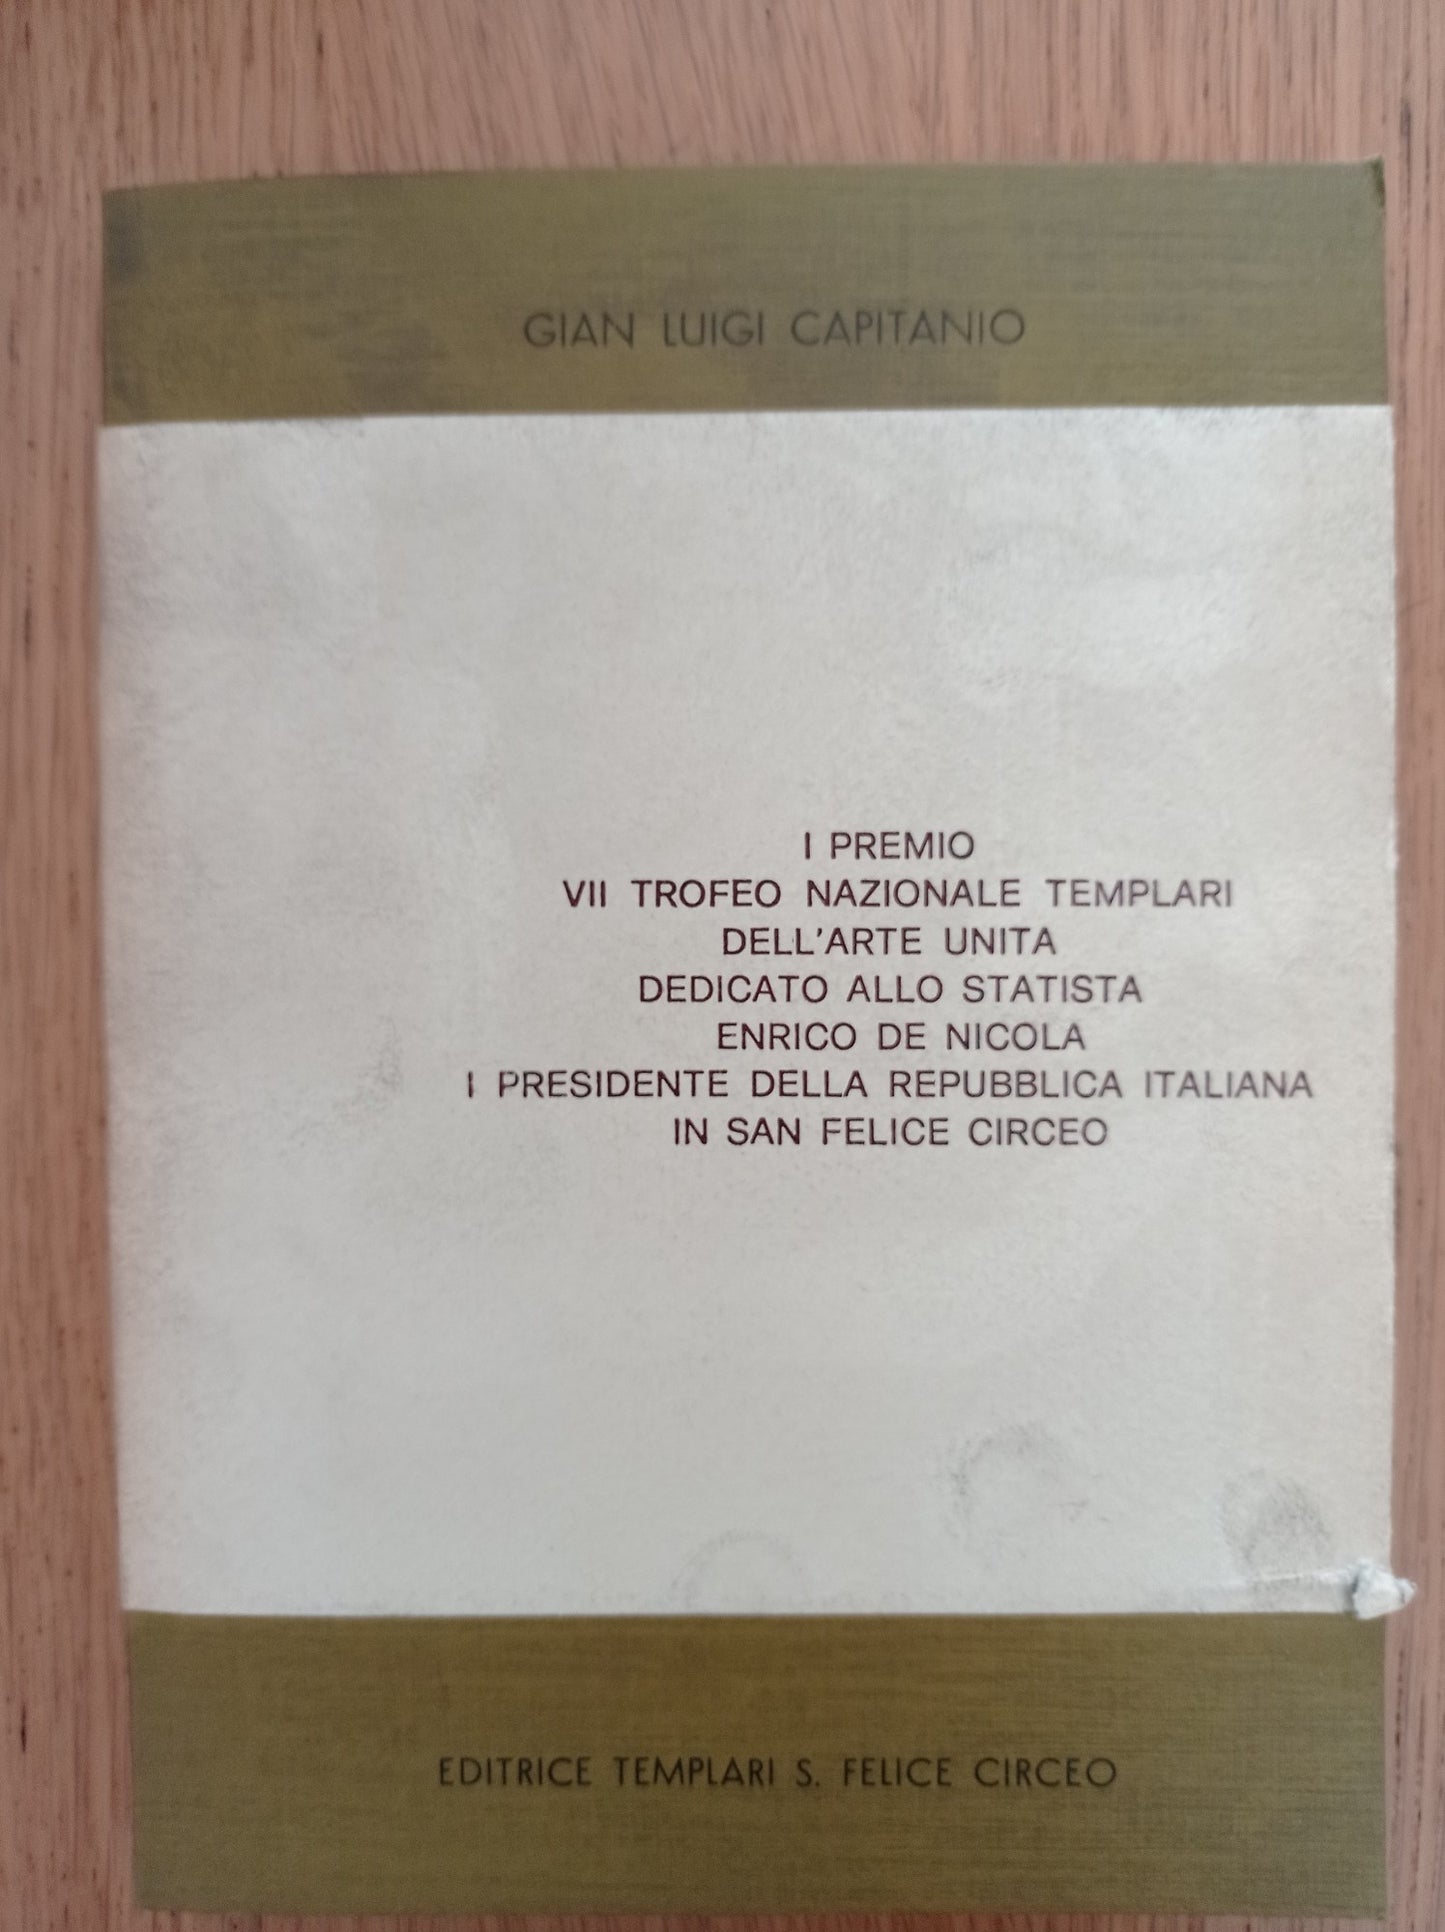 GIAN LUIGI CAPITANIO
I PREMIO
VII TROFEO NAZIONALE TEMPLARI
DELL'ARTE UNITA
DEDICATO ALLO STATISTA
ENRICO DE NICOLA
I PRESIDENTE DELLA REPUBBLICA ITALIANA
IN SAN FELICE CIRCEO
EDITRICE TEMPLARI S. FELICE CIRCEO